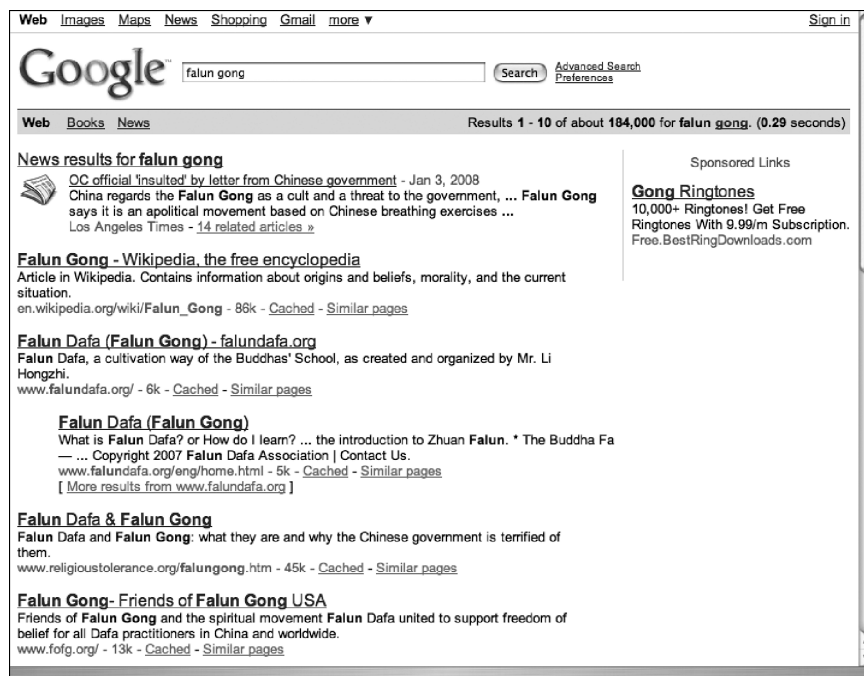 Web Images Maps News Shopping Gmail more ▼ Sign in
Google™ falun gong Search Advanced Search
Preferences
Web Books News Results 1 - 10 of about 184,000 for falun gong. (0.29 seconds)
News results for falun gong
OC official 'insulted' by letter from Chinese government - Jan 3, 2008
China regards the Falun Gong as a cult and a threat to the government, ... Falun Gong
says it is an apolitical movement based on Chinese breathing exercises ...
Los Angeles Times - 14 related articles »
Falun Gong - Wikipedia, the free encyclopedia
Article in Wikipedia. Contains information about origins and beliefs, morality, and the current
situation.
en.wikipedia.org/wiki/Falun_Gong - 86k - Cached - Similar pages
Falun Dafa (Falun Gong) - falundafa.org
Falun Dafa, a cultivation way of the Buddhas' School, as created and organized by Mr. Li
Hongzhi.
www.falundafa.org/ - 6k - Cached - Similar pages
Falun Dafa (Falun Gong)
What is Falun Dafa? or How do I learn? ... the introduction to Zhuan Falun. * The Buddha Fa
— ... Copyright 2007 Falun Dafa Association | Contact Us.
www.falundafa.org/eng/home.html - 5k - Cached - Similar pages
[ More results from www.falundafa.org ]
Falun Dafa & Falun Gong
Falun Dafa and Falun Gong: what they are and why the Chinese government is terrified of
them.
www.religioustolerance.org/falungong.htm - 45k - Cached - Similar pages
Falun Gong- Friends of Falun Gong USA
Friends of Falun Gong and the spiritual movement Falun Dafa united to support freedom of
belief for all Dafa practitioners in China and worldwide.
www.fofg.org/ - 13k - Cached - Similar pages
Sponsored Links
Gong Ringtones
10,000+ Ringtones! Get Free
Ringtones With 9.99/m Subscription.
Free.BestRingDownloads.com